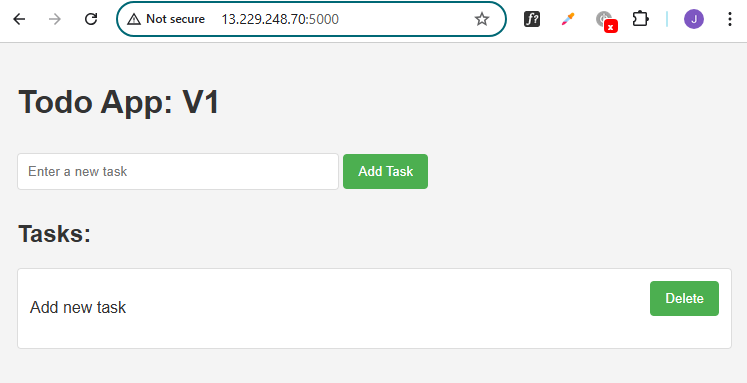 Not secure 13.229.248.70:5000
f?
x
J
Todo App: V1
Enter a new task
Add Task
Tasks:
Add new task
Delete